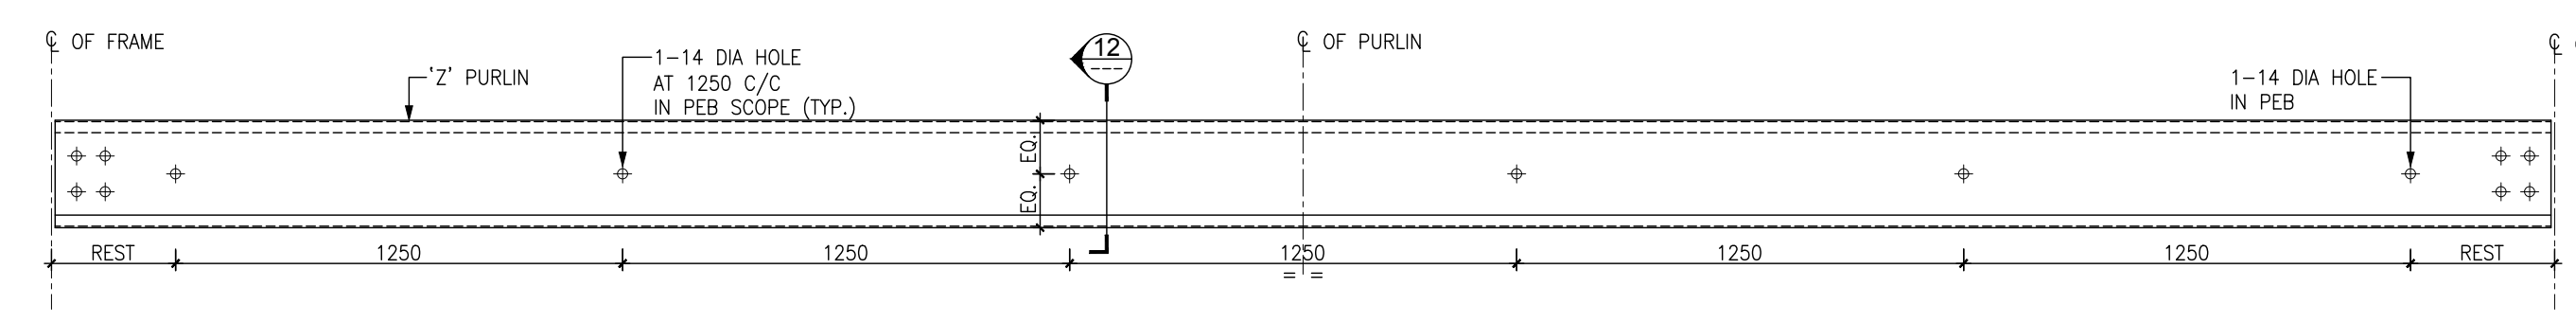 ℄ OF FRAME
'Z' PURLIN
1-14 DIA HOLE
AT 1250 C/C
IN PEB SCOPE (TYP.)
12
---
℄ OF PURLIN
℄
1-14 DIA HOLE
IN PEB
EQ.
EQ.
REST
1250
1250
1250
= =
1250
1250
REST